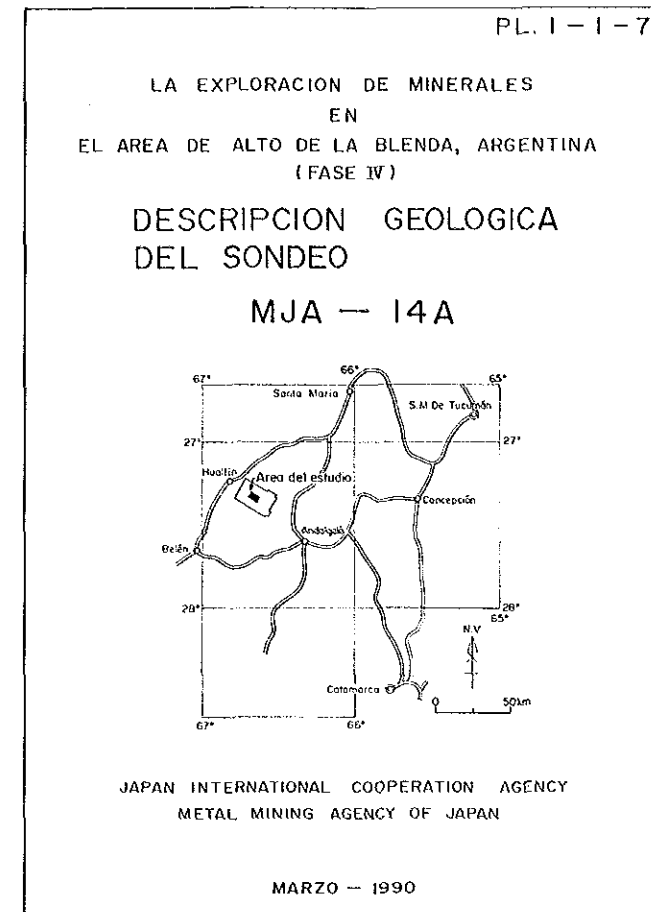 PL. I-I-7
LA EXPLORACION DE MINERALES
EN
EL AREA DE ALTO DE LA BLENDA, ARGENTINA
(FASE IV)
DESCRIPCION GEOLOGICA
DEL SONDEO
MJA — 14A
67°
66°
65°
Santa María
S.M De Tucumán
27°
27°
Hualfín
Area del estudio
Concepción
Andalgalá
Belén
28°
28°
65°
N.V
Catamarca
0 50km
67°
66°
JAPAN INTERNATIONAL COOPERATION AGENCY
METAL MINING AGENCY OF JAPAN
MARZO — 1990